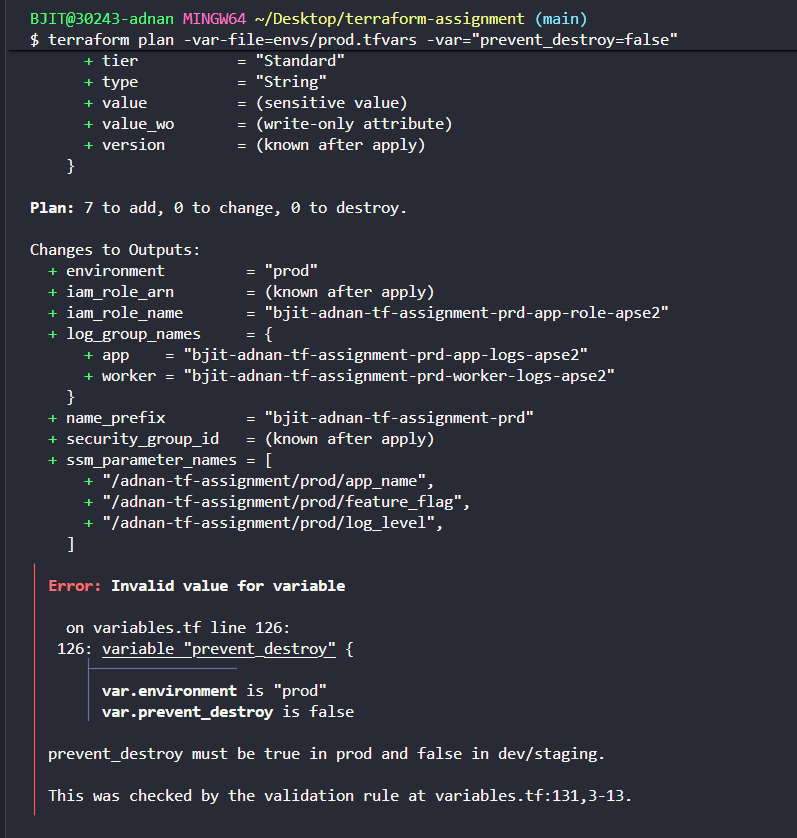 BJIT@30243-adnan MINGW64 ~/Desktop/terraform-assignment (main)
$ terraform plan -var-file=envs/prod.tfvars -var="prevent_destroy=false"
+ tier = "Standard"
+ type = "String"
+ value = (sensitive value)
+ value_wo = (write-only attribute)
+ version = (known after apply)
}
Plan: 7 to add, 0 to change, 0 to destroy.
Changes to Outputs:
+ environment = "prod"
+ iam_role_arn = (known after apply)
+ iam_role_name = "bjit-adnan-tf-assignment-prd-app-role-apse2"
+ log_group_names = {
+ app = "bjit-adnan-tf-assignment-prd-app-logs-apse2"
+ worker = "bjit-adnan-tf-assignment-prd-worker-logs-apse2"
}
+ name_prefix = "bjit-adnan-tf-assignment-prd"
+ security_group_id = (known after apply)
+ ssm_parameter_names = [
+ "/adnan-tf-assignment/prod/app_name",
+ "/adnan-tf-assignment/prod/feature_flag",
+ "/adnan-tf-assignment/prod/log_level",
]
Error: Invalid value for variable
on variables.tf line 126:
126: variable "prevent_destroy" {
var.environment is "prod"
var.prevent_destroy is false
prevent_destroy must be true in prod and false in dev/staging.
This was checked by the validation rule at variables.tf:131,3-13.